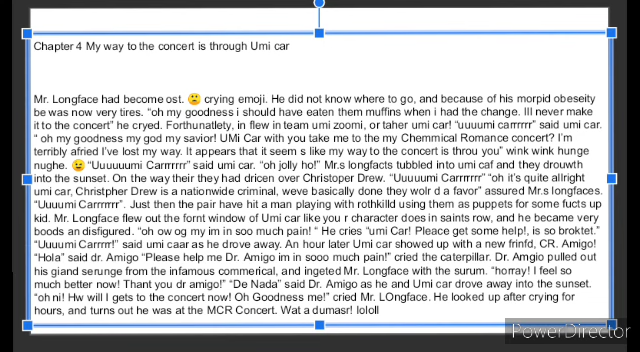 Chapter 4 My way to the concert is through Umi car
Mr. Longface had become ost. 🙁 crying emoji. He did not know where to go, and because of his morpid obeseity
be was now very tires. “oh my goodness i should have eaten them muffins when i had the change. Ill never make
it to the concert” he cryed. Forthunatlety, in flew in team umi zoomi, or taher umi car! “uuuumi carrrrrr” said umi car.
“ oh my goodness my god my savior! UMi Car with you take me to the my Chemmical Romance concert? I’m
terribly afried I’ve lost my way. It appears that it seem s like my way to the concert is throu you” wink wink hunge
nughe. 😉 “Uuuuuumi Carrrrrr” said umi car. “oh jolly ho!” Mr.s longfacts tubbled into umi caf and they drouwth
into the sunset. On the way their they had dricen over Christoper Drew. “Uuuumi Carrrrrr” “oh it’s quite allright
umi car, Christpher Drew is a nationwide criminal, weve basically done they wolr d a favor” assured Mr.s longfaces.
“Uuuumi Carrrrrrr”. Just then the pair have hit a man playing with rothkilld using them as puppets for some fucts up
kid. Mr. Longface flew out the fornt window of Umi car like you r character does in saints row, and he became very
boods an disfigured. “oh ow og my im in soo much pain! “ He cries “umi Car! Pleace get some help!, is so broktet.”
“Uuuumi Carrrrr!” said umi caar as he drove away. An hour later Umi car showed up with a new frinfd, CR. Amigo!
“Hola” said dr. Amigo “Please help me Dr. Amigo im in sooo much pain!” cried the caterpillar. Dr. Amgio pulled out
his giand serunge from the infamous commerical, and ingeted Mr. Longface with the surum. “horray! I feel so
much better now! Thant you dr amigo!” “De Nada” said Dr. Amigo as he and Umi car drove away into the sunset.
“oh ni! Hw will I gets to the concert now! Oh Goodness me!” cried Mr. LOngface. He looked up after crying for
hours, and turns out he was at the MCR Concert. Wat a dumasr! lololl
PowerDirector